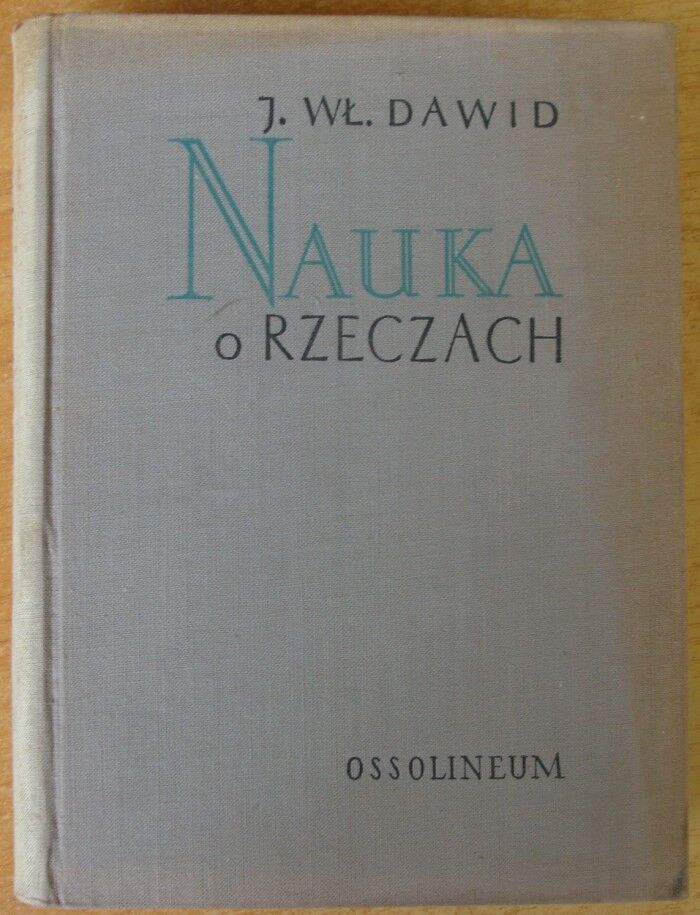 J. WŁ. DAWID
NAUKA
o RZECZACH
OSSOLINEUM